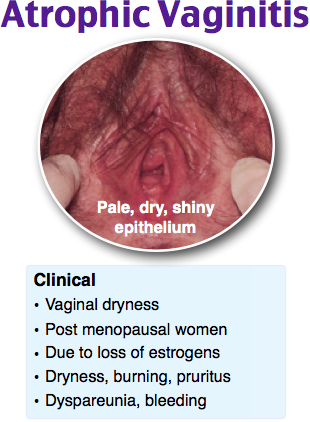 Atrophic Vaginitis
Pale, dry, shiny
epithelium
Clinical
• Vaginal dryness
• Post menopausal women
• Due to loss of estrogens
• Dryness, burning, pruritus
• Dyspareunia, bleeding